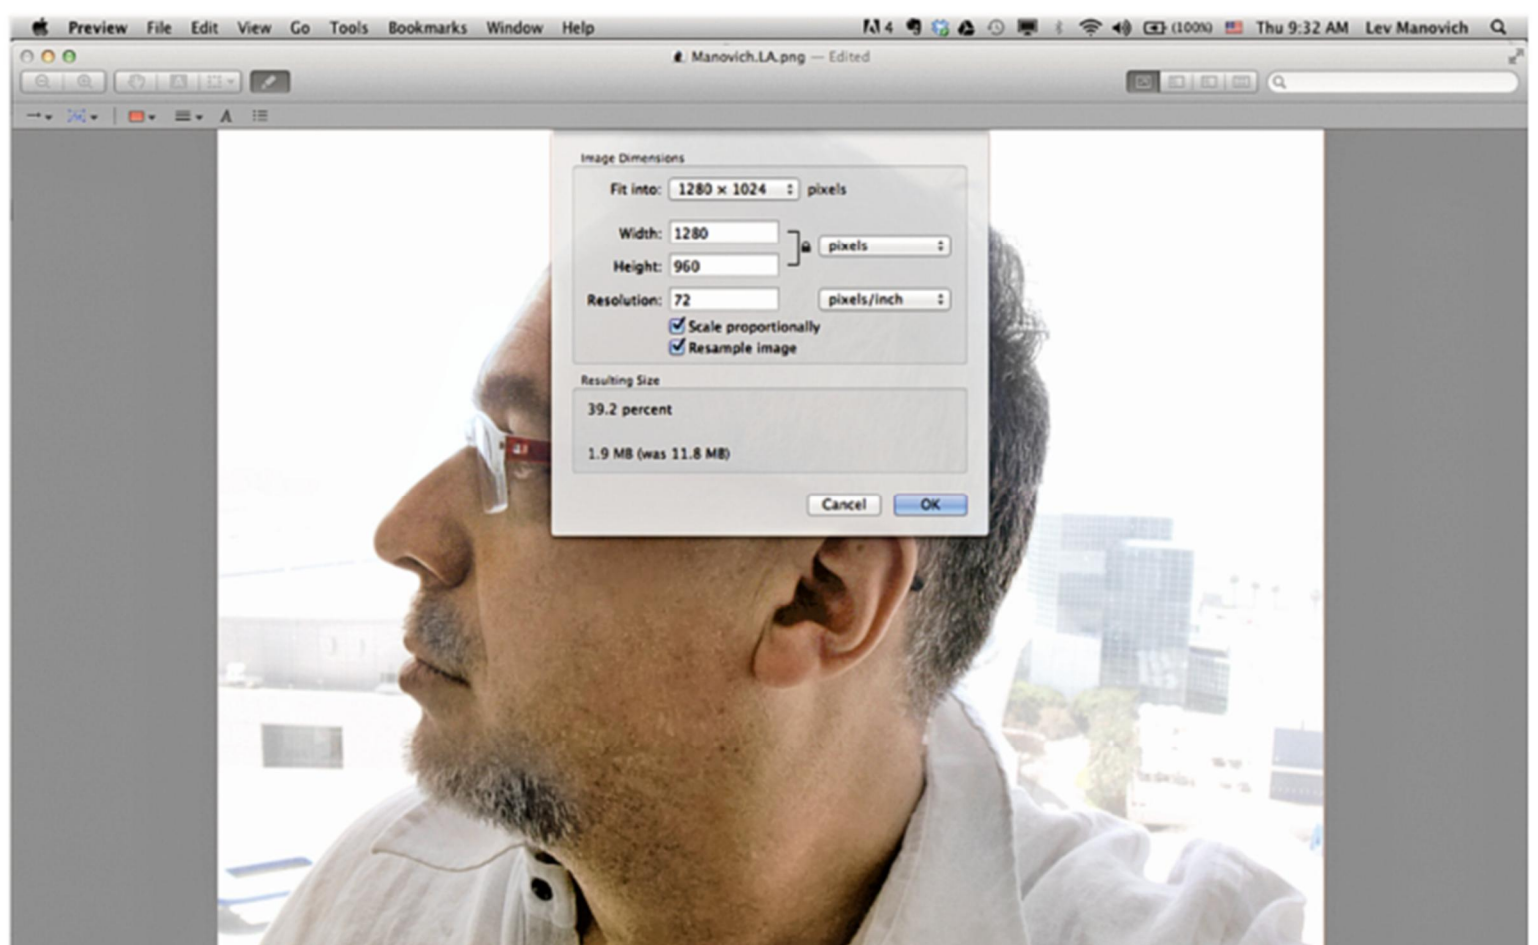 Preview File Edit View Go Tools Bookmarks Window Help 4 (100%) Thu 9:32 AM Lev Manovich
Manovich.LA.png — Edited
A
Image Dimensions
Fit into: 1280 × 1024 pixels
Width: 1280
pixels
Height: 960
Resolution: 72 pixels/inch
Scale proportionally
Resample image
Resulting Size
39.2 percent
1.9 MB (was 11.8 MB)
Cancel OK